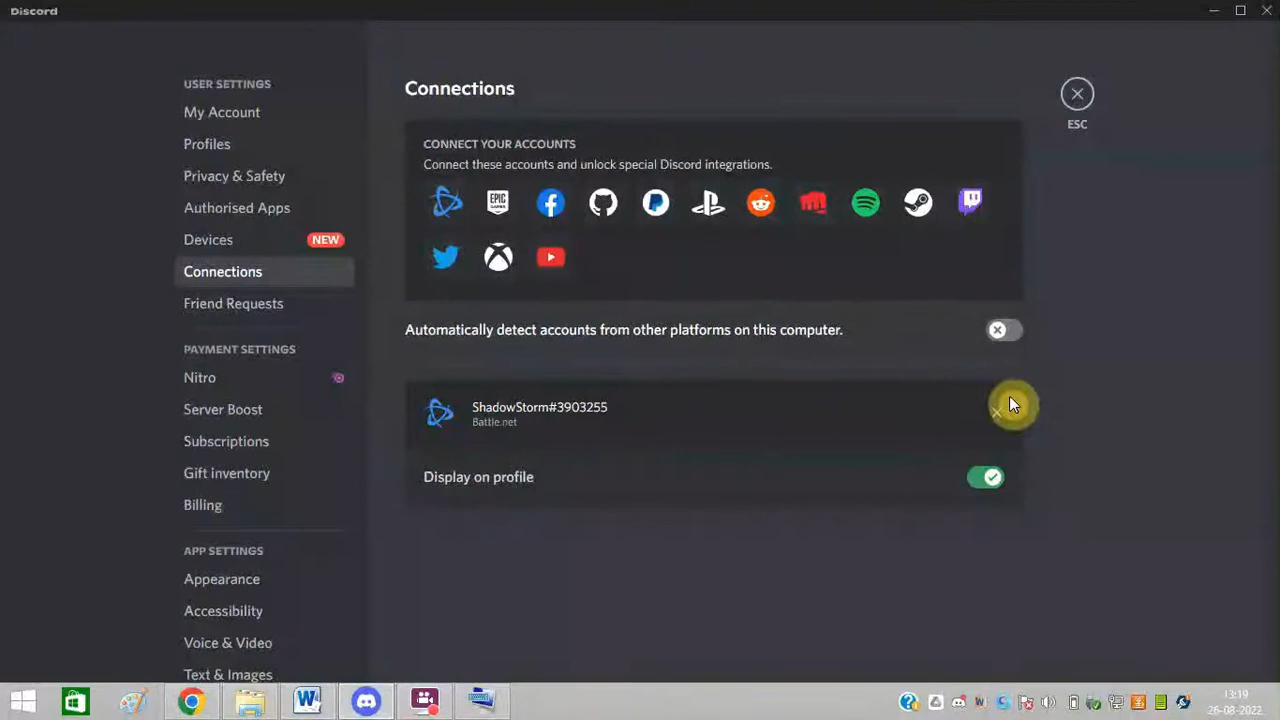 Discord
USER SETTINGS
My Account
Profiles
Privacy & Safety
Authorised Apps
Devices NEW
Connections
Friend Requests
PAYMENT SETTINGS
Nitro
Server Boost
Subscriptions
Gift inventory
Billing
APP SETTINGS
Appearance
Accessibility
Voice & Video
Text & Images
Connections
ESC
CONNECT YOUR ACCOUNTS
Connect these accounts and unlock special Discord integrations.
EPIC GAMES
Automatically detect accounts from other platforms on this computer.
ShadowStorm#3903255
Battle.net
Display on profile
13:19
26-08-2022